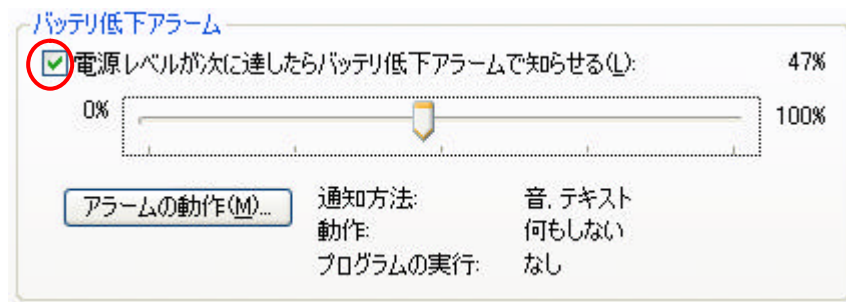 バッテリ低下アラーム
電源レベルが次に達したらバッテリ低下アラームで知らせる(L): 47%
0% 100%
アラームの動作(M)... 通知方法: 音, テキスト
動作: 何もしない
プログラムの実行: なし